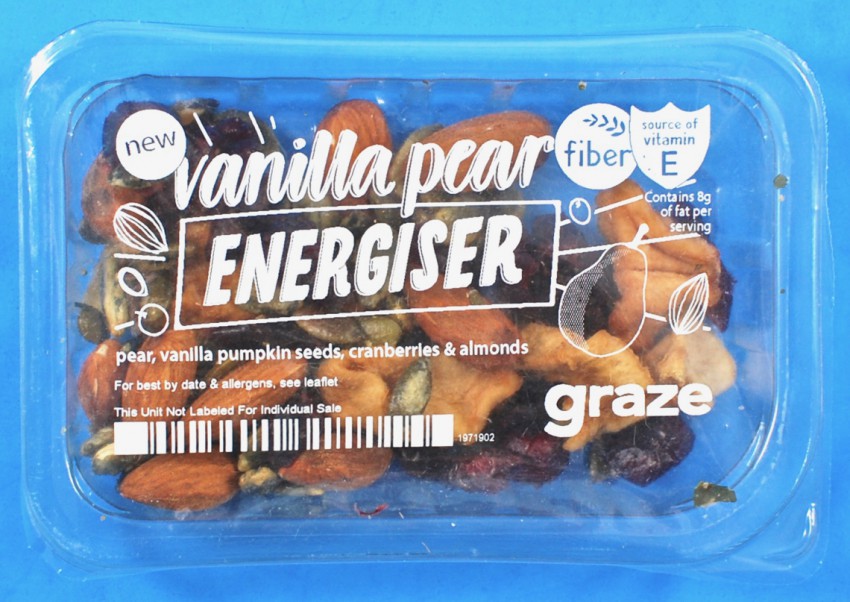 new
vanilla pear
ENERGISER
fiber
source of
vitamin
E
Contains 8g
of fat per
serving
pear, vanilla pumpkin seeds, cranberries & almonds
For best by date & allergens, see leaflet
This Unit Not Labeled For Individual Sale
1971902
graze